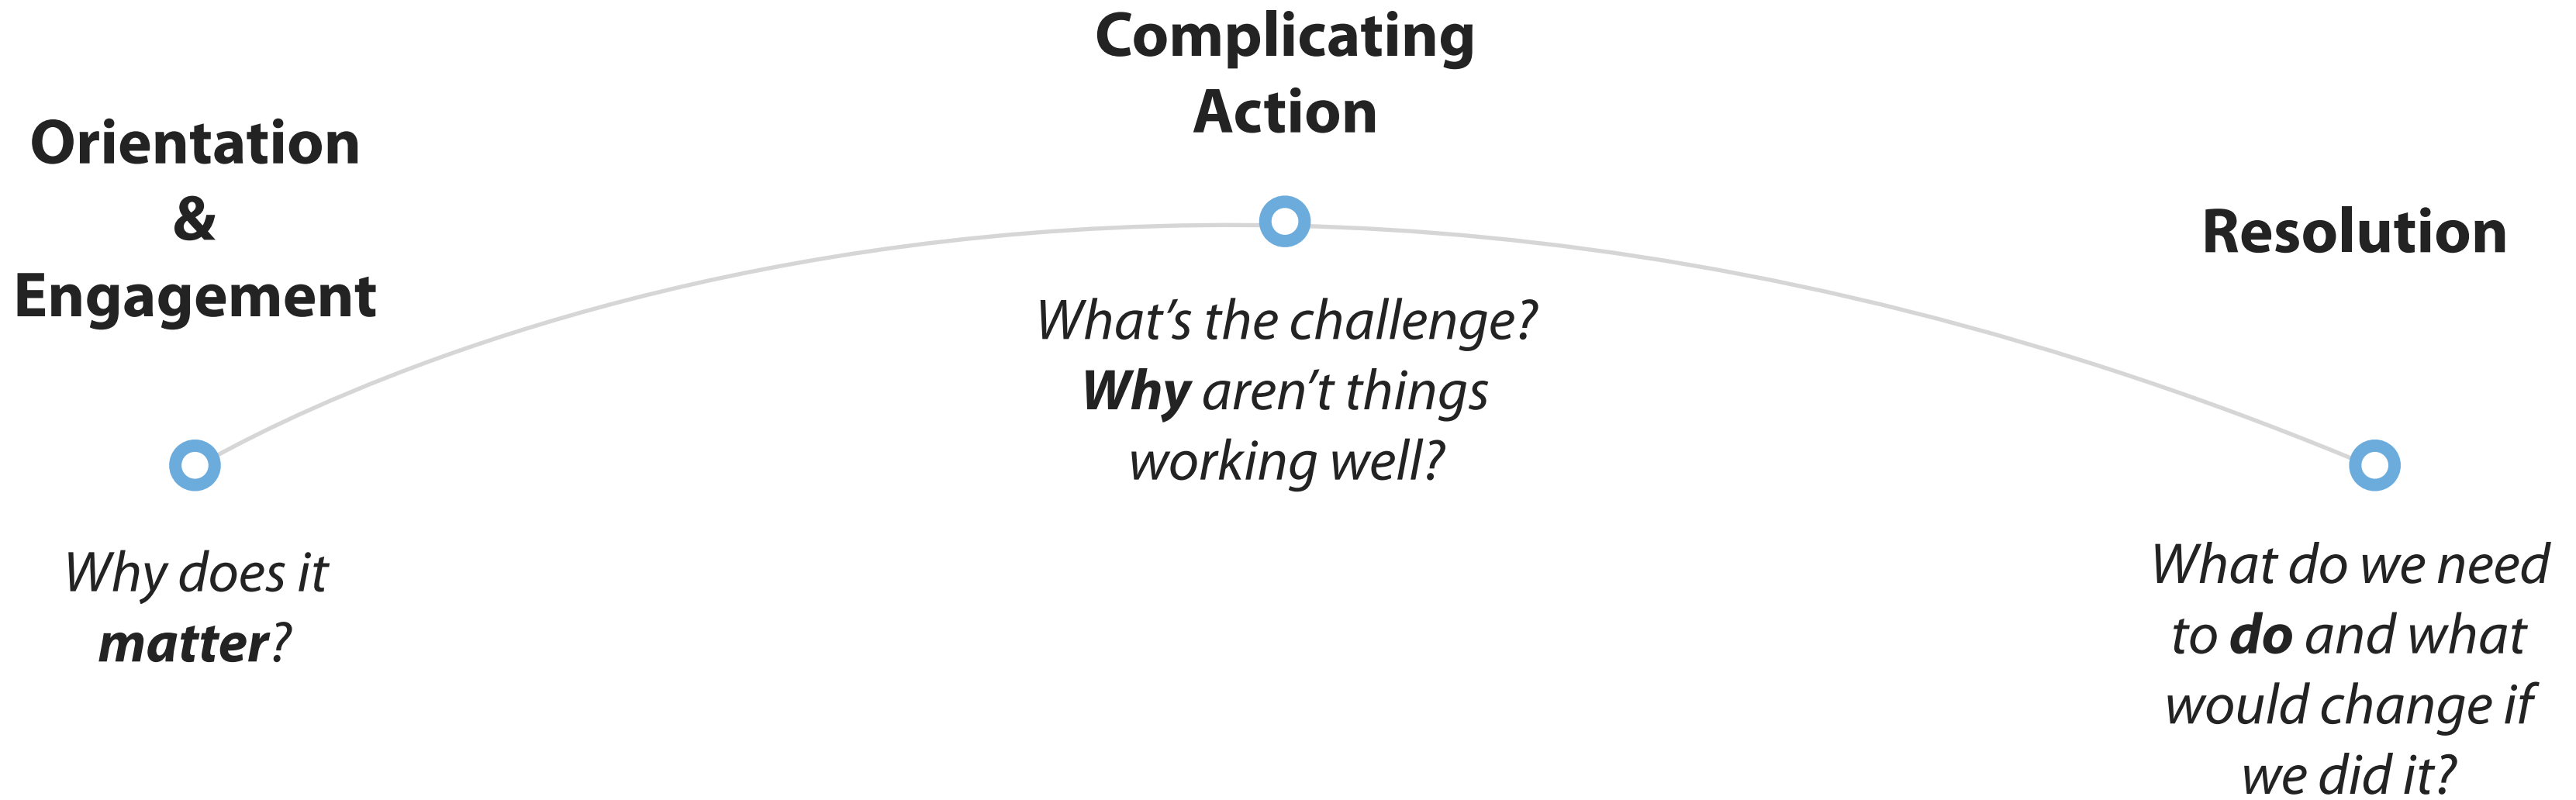 Orientation
&
Engagement
Why does it
matter?
Complicating
Action
What’s the challenge?
Why aren’t things
working well?
Resolution
What do we need
to do and what
would change if
we did it?